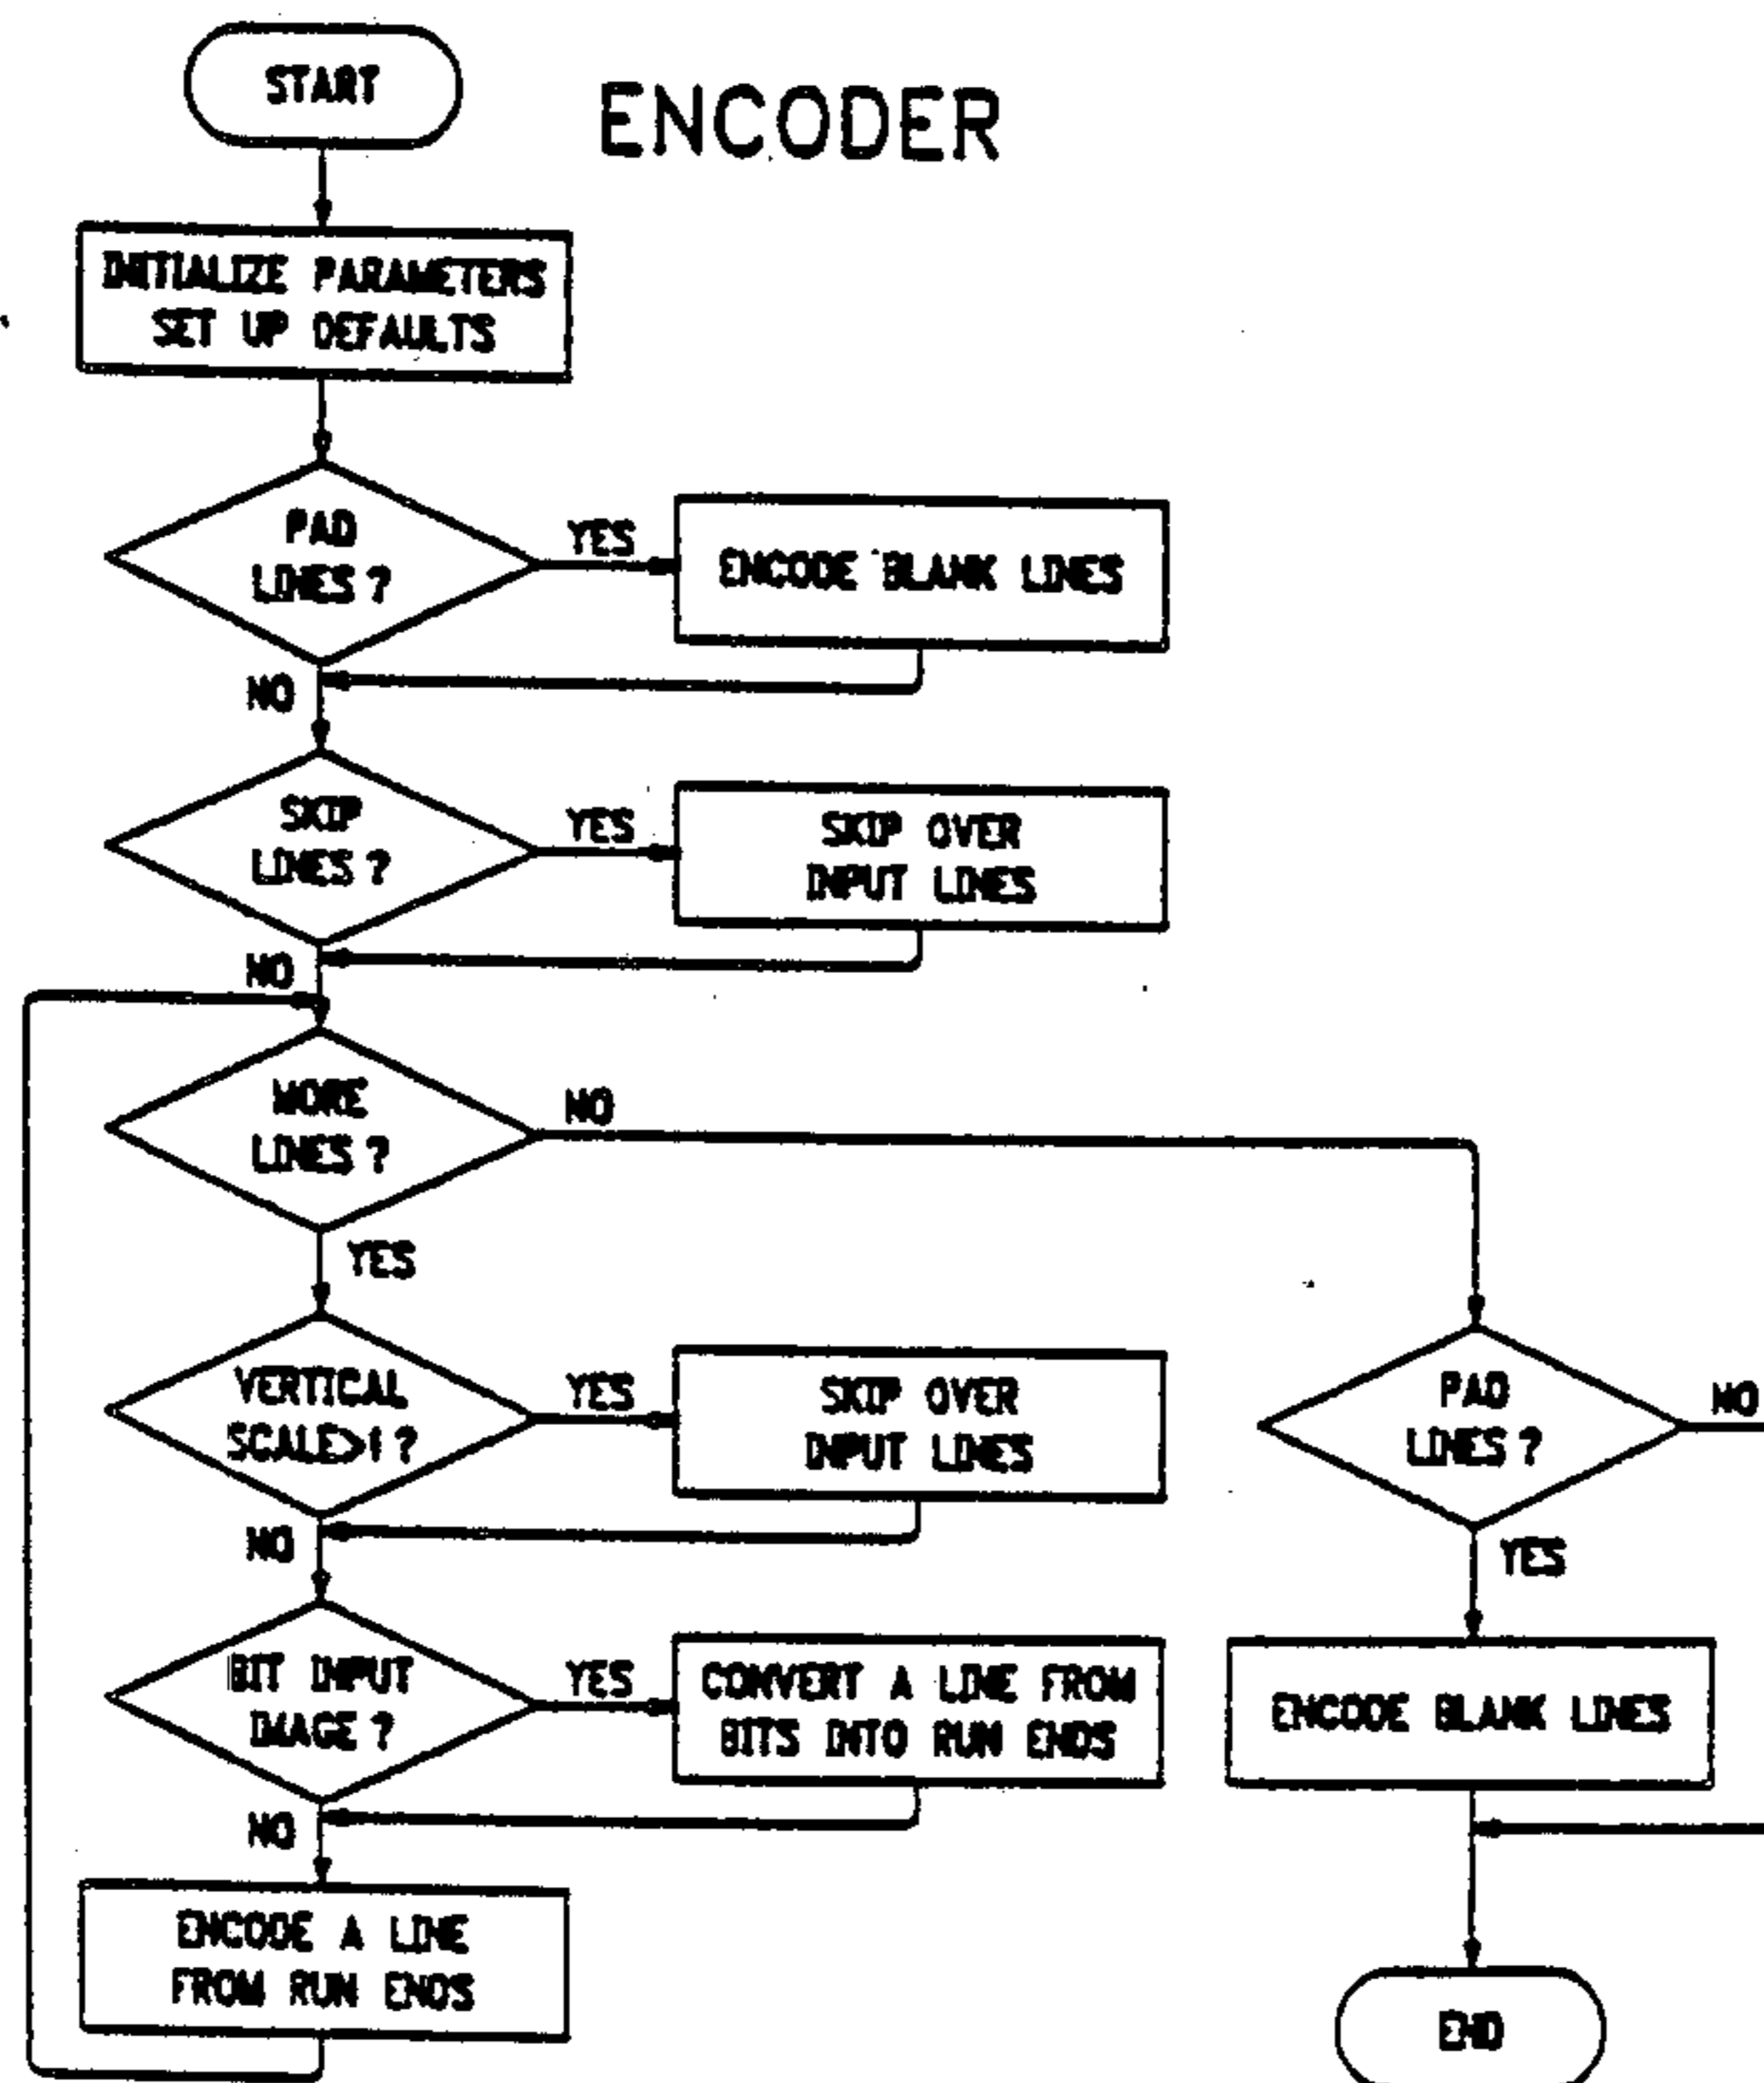 START
ENCODER
INITIALIZE PARAMETERS
SET UP DEFAULTS
PAD
LINES?
YES
ENCODE BLANK LINES
NO
SKIP
LINES?
YES
SKIP OVER
INPUT LINES
NO
MORE
LINES?
NO
YES
VERTICAL
SCALE>1?
YES
SKIP OVER
INPUT LINES
NO
PAD
LINES?
NO
YES
BIT INPUT
IMAGE?
YES
CONVERT A LINE FROM
BITS INTO RUN ENDS
NO
ENCODE BLANK LINES
ENCODE A LINE
FROM RUN ENDS
END